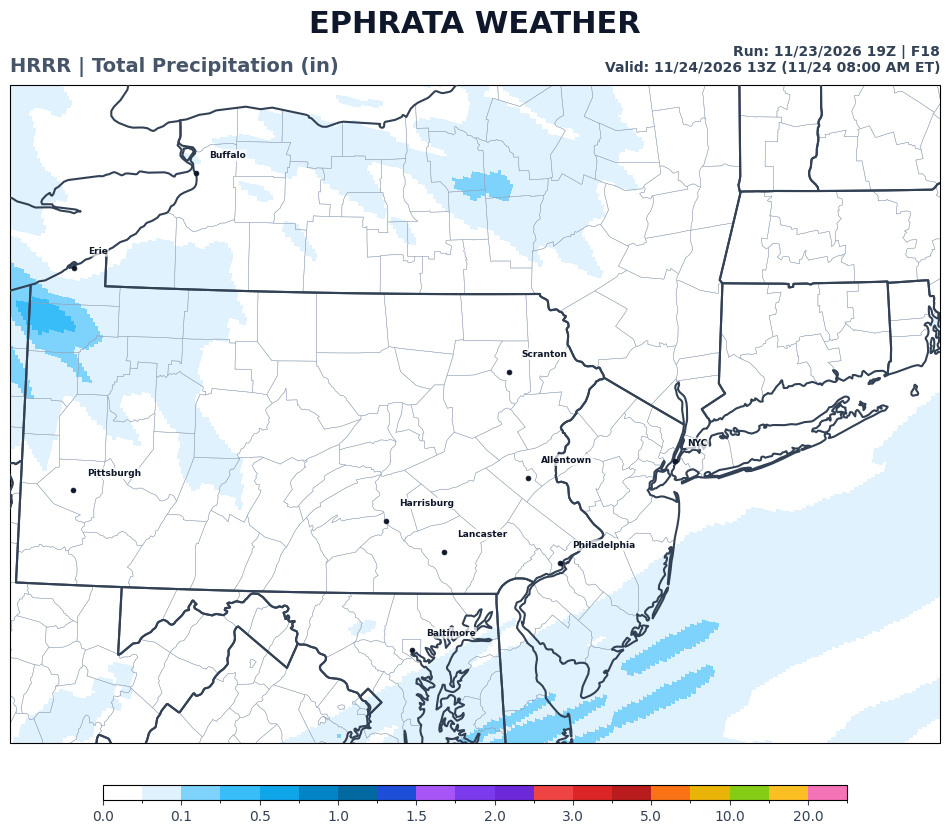 EPHRATA WEATHER
HRRR | Total Precipitation (in)
Run: 11/23/2026 19Z | F18
Valid: 11/24/2026 13Z (11/24 08:00 AM ET)
Buffalo
Erie
Scranton
NYC
Allentown
Pittsburgh
Harrisburg
Lancaster
Philadelphia
Baltimore
0.0 0.1 0.5 1.0 1.5 2.0 3.0 5.0 10.0 20.0